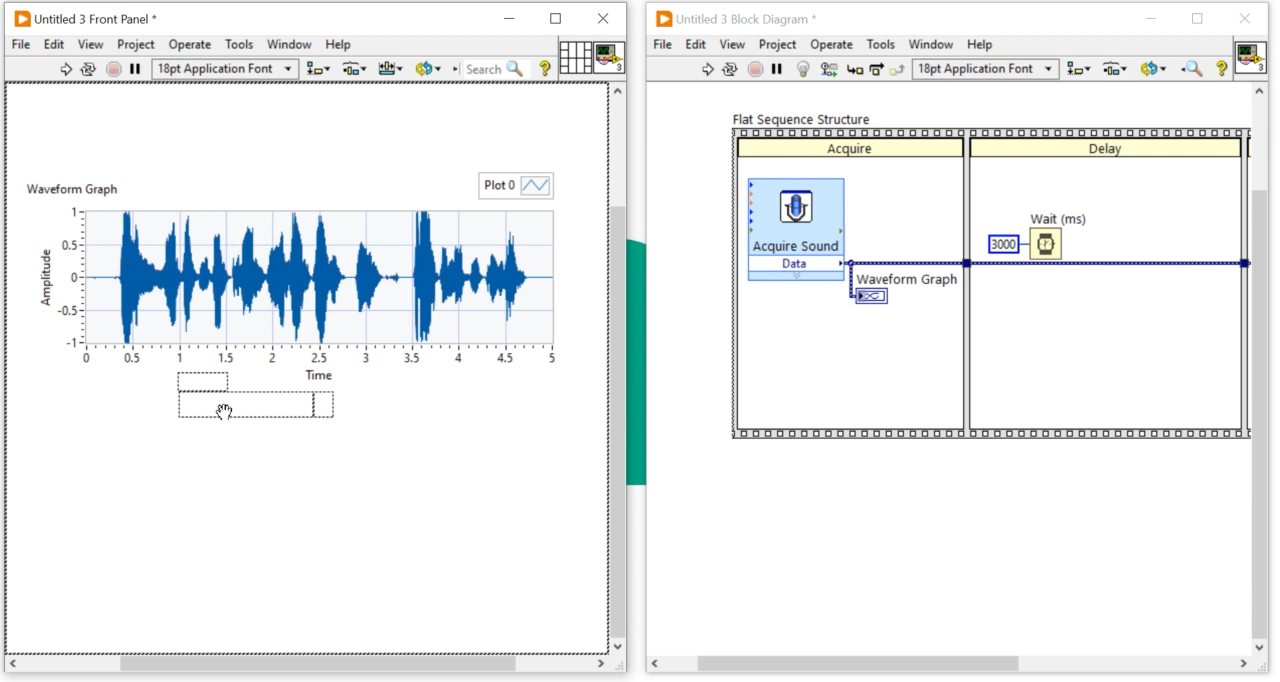 Untitled 3 Front Panel *
File Edit View Project Operate Tools Window Help
18pt Application Font
Search
?
3
Waveform Graph
Plot 0
Amplitude
1
0.5
0
-0.5
-1
0 0.5 1 1.5 2 2.5 3 3.5 4 4.5 5
Time
Untitled 3 Block Diagram *
File Edit View Project Operate Tools Window Help
18pt Application Font
?
3
Flat Sequence Structure
Acquire
Delay
Acquire Sound
Data
Waveform Graph
Wait (ms)
3000